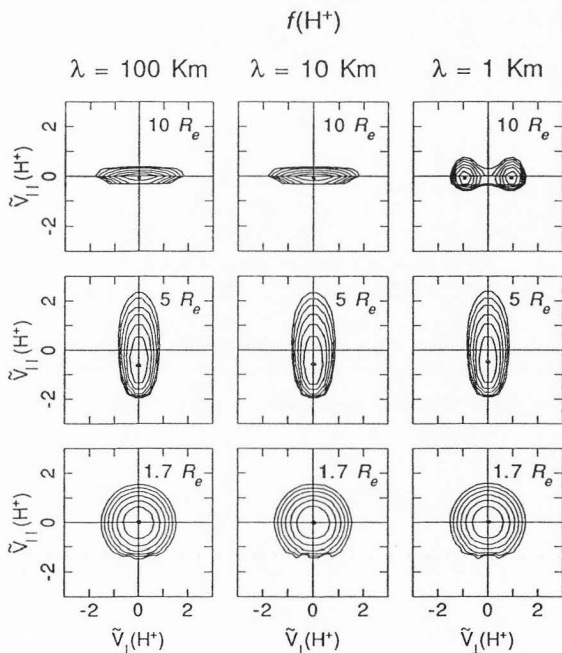 f(H⁺)
λ = 100 Km λ = 10 Km λ = 1 Km
10 Rₑ 10 Rₑ 10 Rₑ
2
0
-2
Ṽ||(H⁺)
5 Rₑ 5 Rₑ 5 Rₑ
2
0
-2
Ṽ||(H⁺)
1.7 Rₑ 1.7 Rₑ 1.7 Rₑ
2
0
-2
Ṽ||(H⁺)
-2 0 2 -2 0 2 -2 0 2
Ṽ⊥(H⁺) Ṽ⊥(H⁺) Ṽ⊥(H⁺)